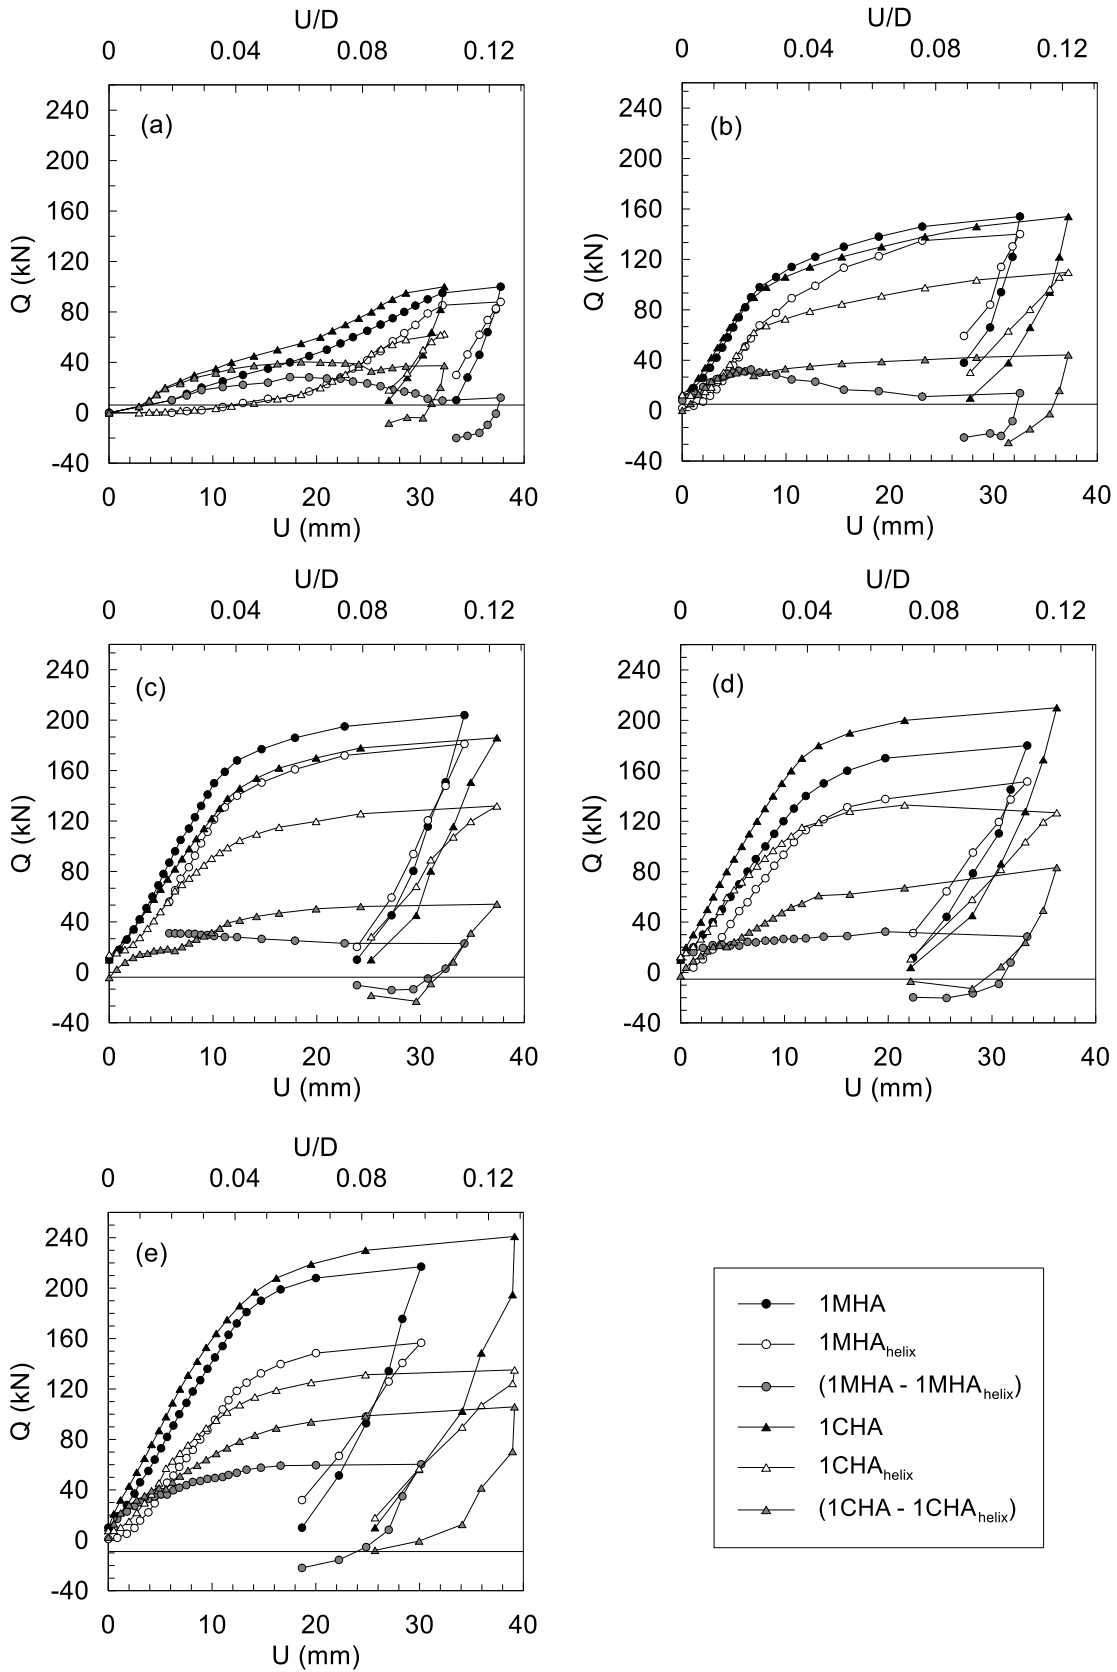 U/D
0 0.04 0.08 0.12
240
200
160
120
80
40
0
-40
Q (kN)
(a)
0 10 20 30 40
U (mm)
U/D
0 0.04 0.08 0.12
240
200
160
120
80
40
0
-40
Q (kN)
(b)
0 10 20 30 40
U (mm)
U/D
0 0.04 0.08 0.12
240
200
160
120
80
40
0
-40
Q (kN)
(c)
0 10 20 30 40
U (mm)
U/D
0 0.04 0.08 0.12
240
200
160
120
80
40
0
-40
Q (kN)
(d)
0 10 20 30 40
U (mm)
U/D
0 0.04 0.08 0.12
240
200
160
120
80
40
0
-40
Q (kN)
(e)
0 10 20 30 40
U (mm)
1MHA
1MHAhelix
(1MHA - 1MHAhelix)
1CHA
1CHAhelix
(1CHA - 1CHAhelix)